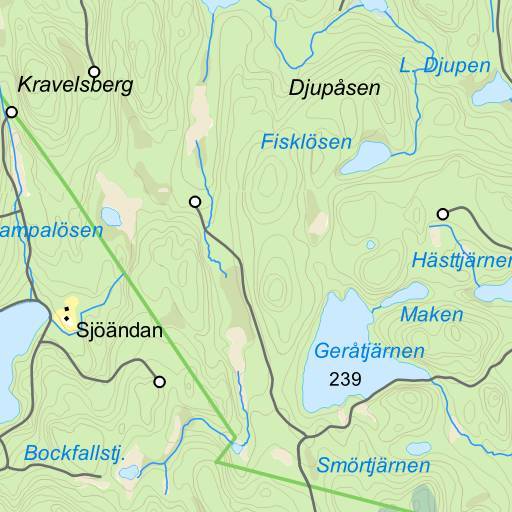 L. Djupen
Kravelsberg
Djupåsen
Fisklösen
ampalösen
Hästtjärnen
Maken
Sjöändan
Geråtjärnen
239
Bockfallstj.
Smörtjärnen